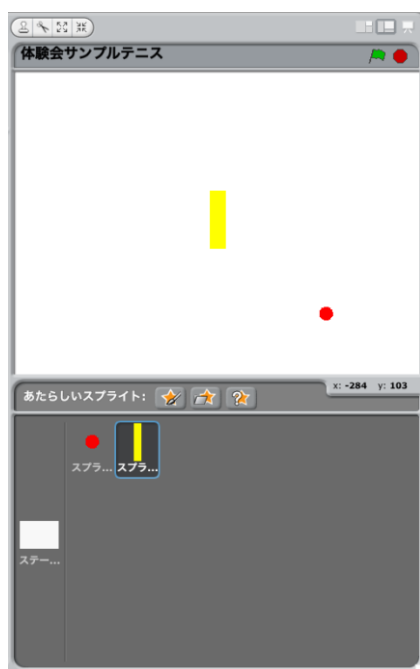 体験会サンプルテニス
x: -284 y: 103
あたらしいスプライト:
スプラ... スプラ...
ステー...